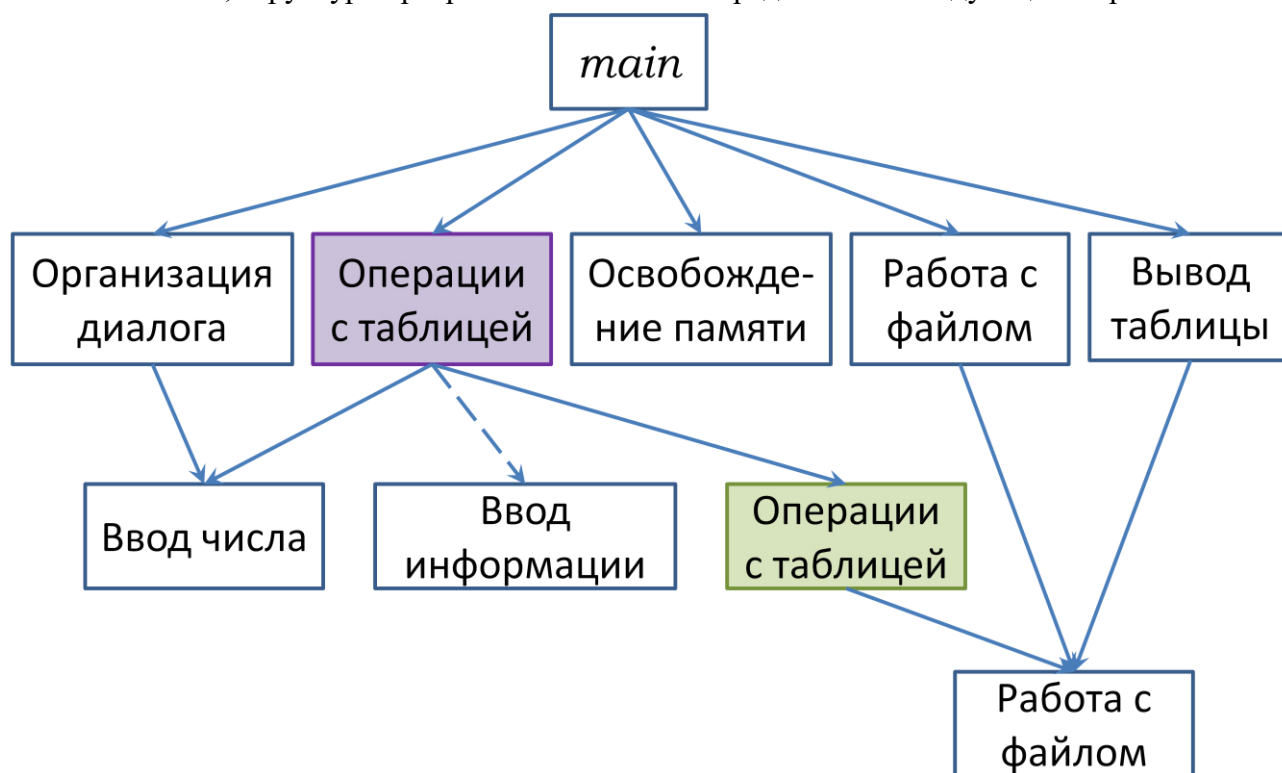 main
Организация
диалога
Операции
с таблицей
Освобожде-
ние памяти
Работа с
файлом
Вывод
таблицы
Ввод числа
Ввод
информации
Операции
с таблицей
Работа с
файлом